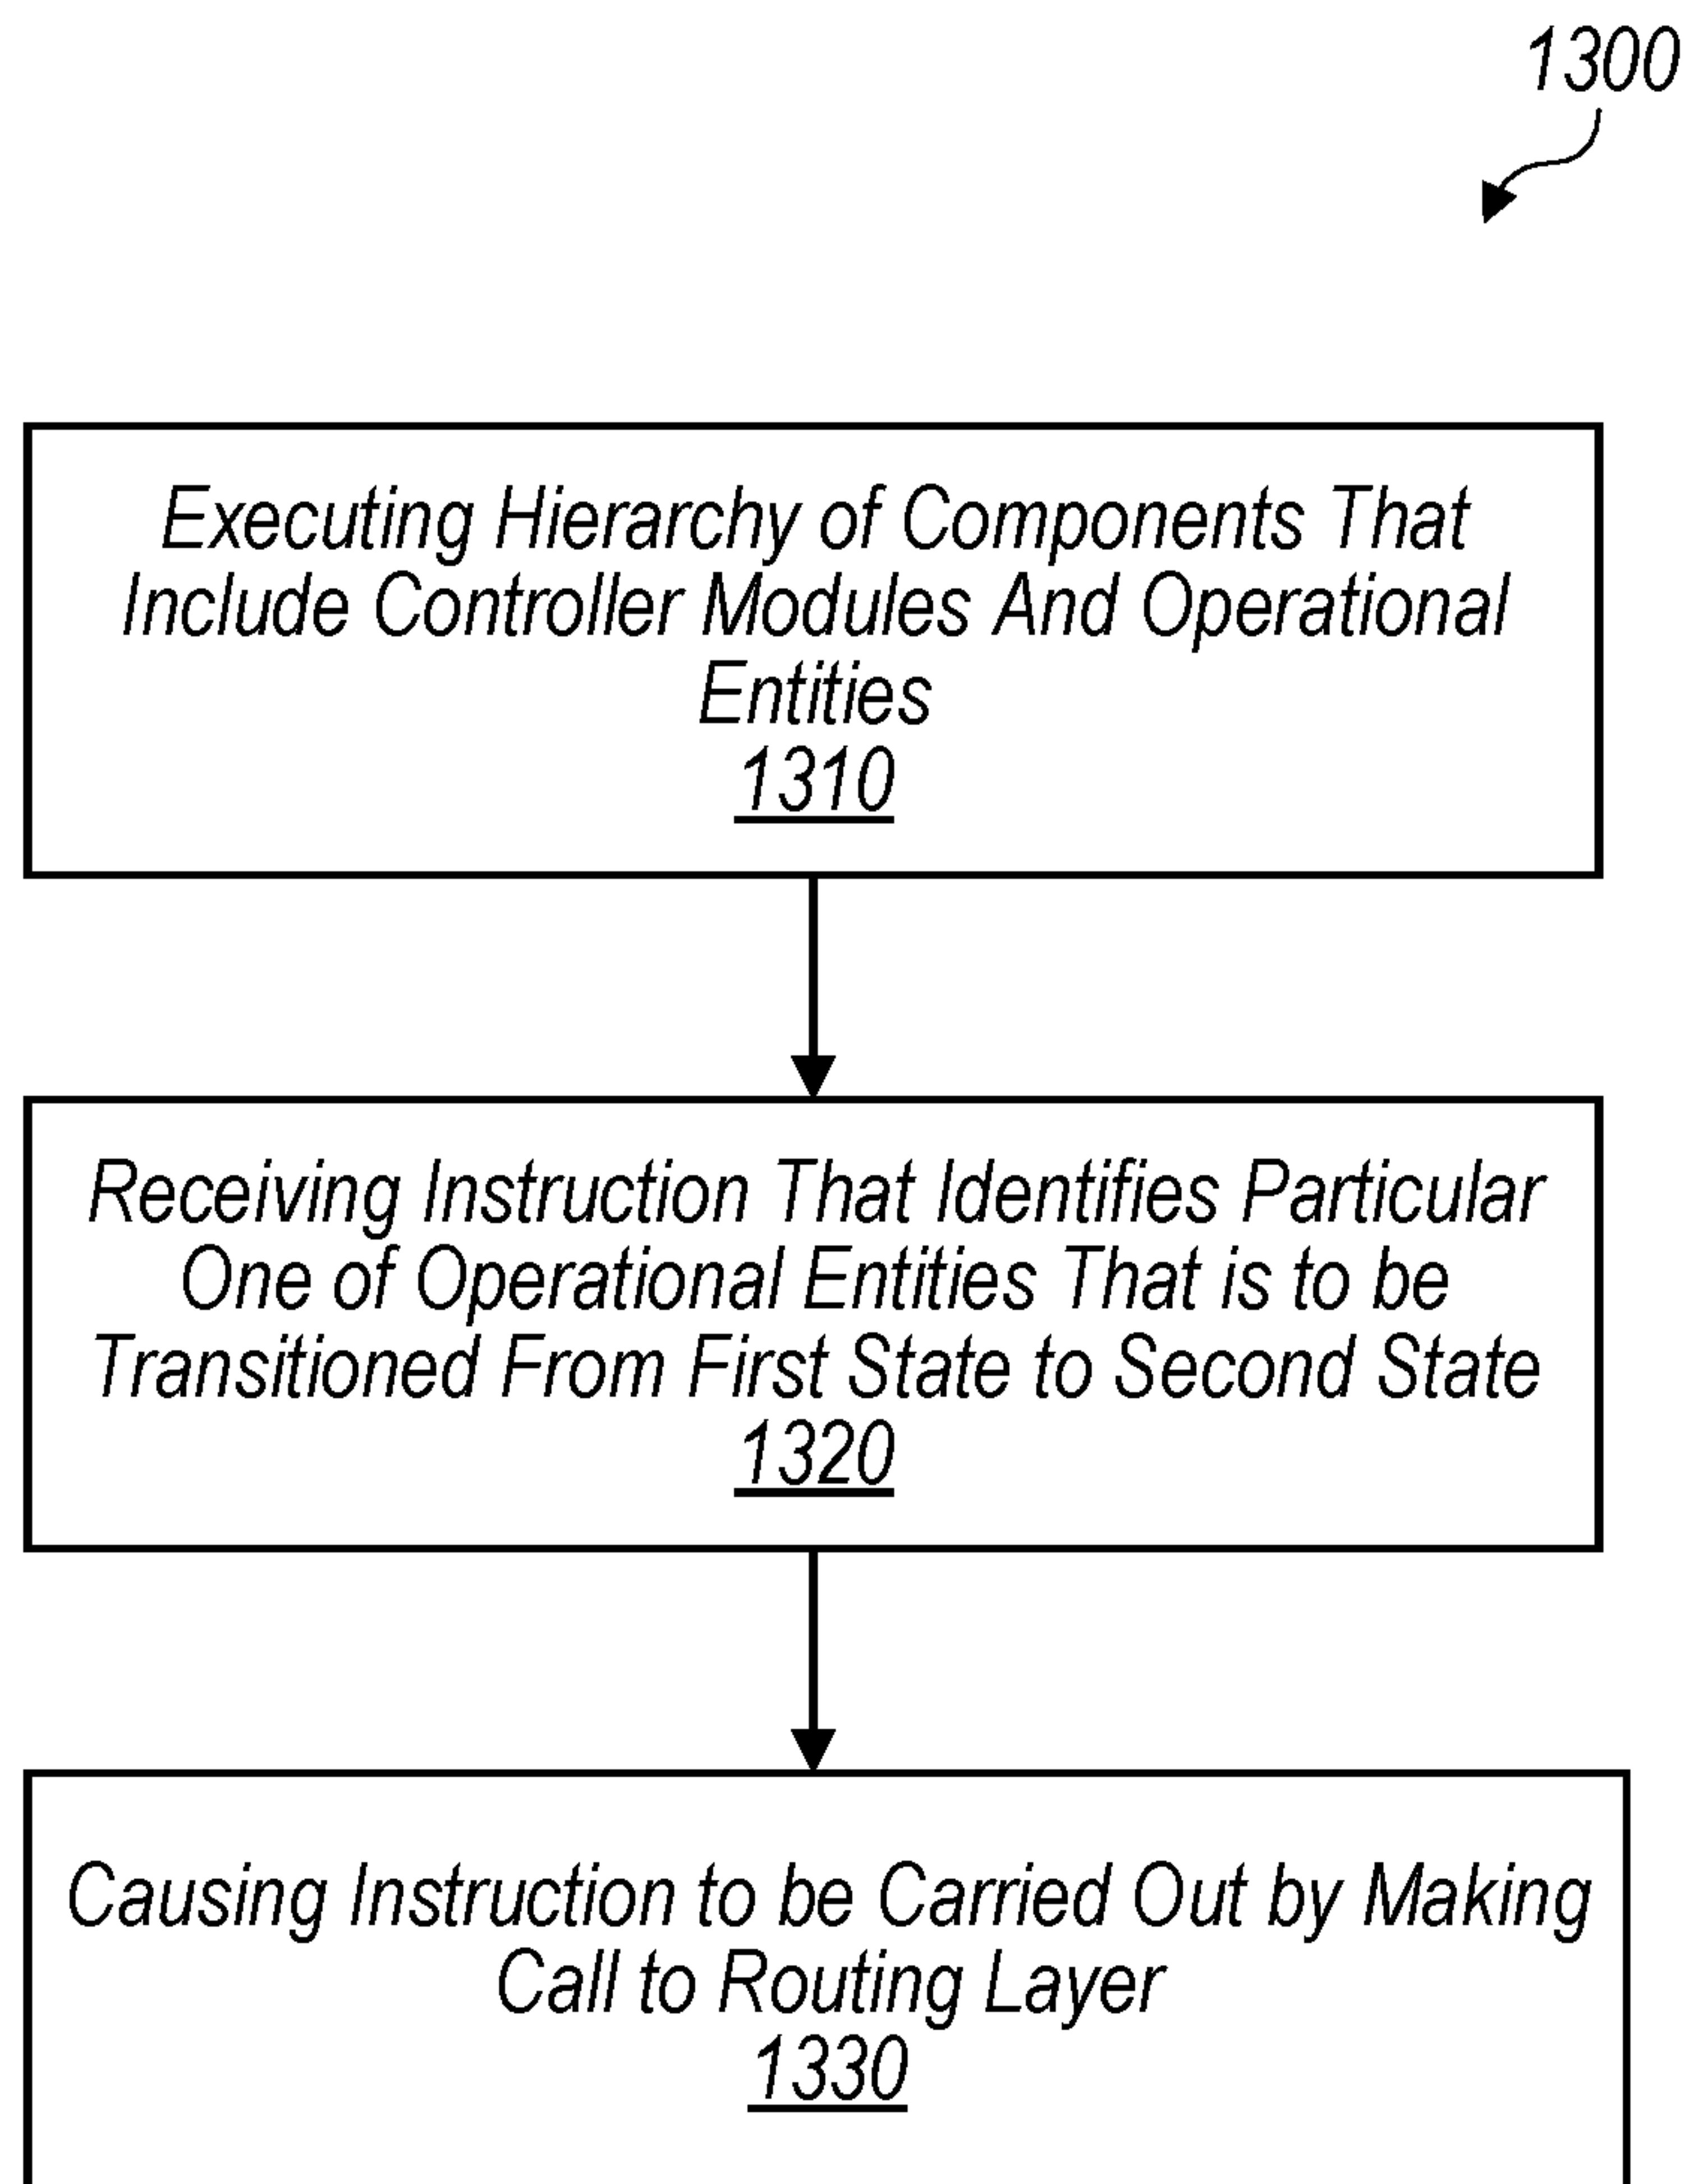 1300
Executing Hierarchy of Components That
Include Controller Modules And Operational
Entities
1310
Receiving Instruction That Identifies Particular
One of Operational Entities That is to be
Transitioned From First State to Second State
1320
Causing Instruction to be Carried Out by Making
Call to Routing Layer
1330